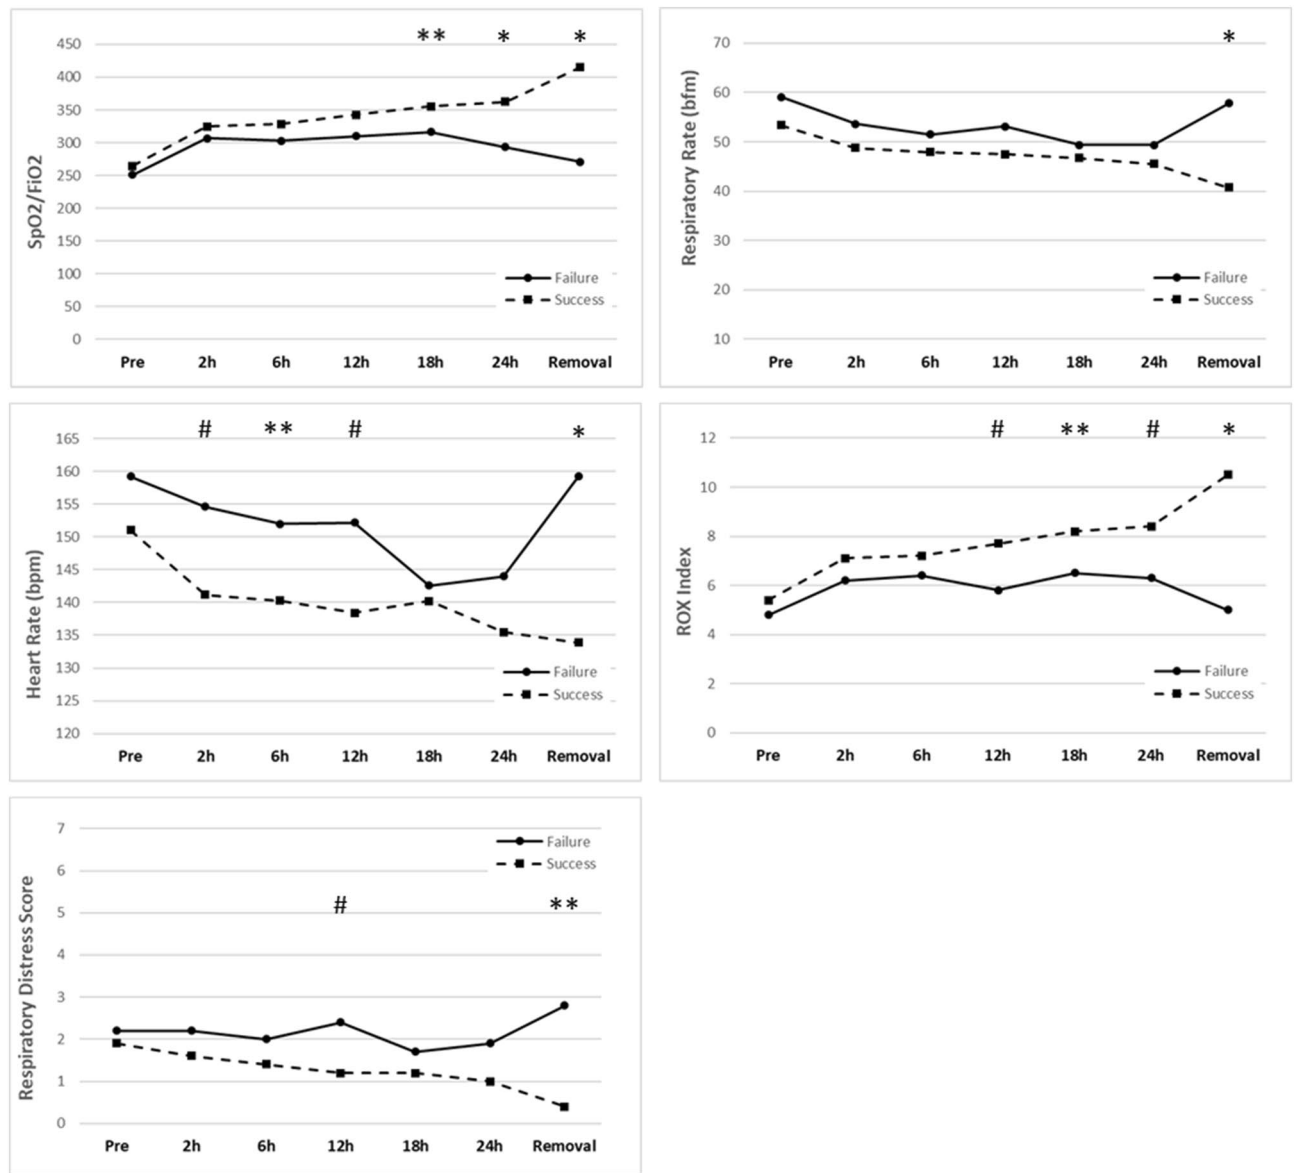 ** * *
450
400
350
300
250
200
150
100
50
0
SpO2/FiO2
Failure
Success
Pre 2h 6h 12h 18h 24h Removal
*
70
60
50
40
30
20
10
Respiratory Rate (bfm)
Failure
Success
Pre 2h 6h 12h 18h 24h Removal
# ** # *
165
160
155
150
145
140
135
130
125
120
Heart Rate (bpm)
Failure
Success
Pre 2h 6h 12h 18h 24h Removal
# ** # *
12
10
8
6
4
2
0
ROX Index
Failure
Success
Pre 2h 6h 12h 18h 24h Removal
7
6
5
4
3
2
1
0
Respiratory Distress Score
Failure
Success
# **
Pre 2h 6h 12h 18h 24h Removal